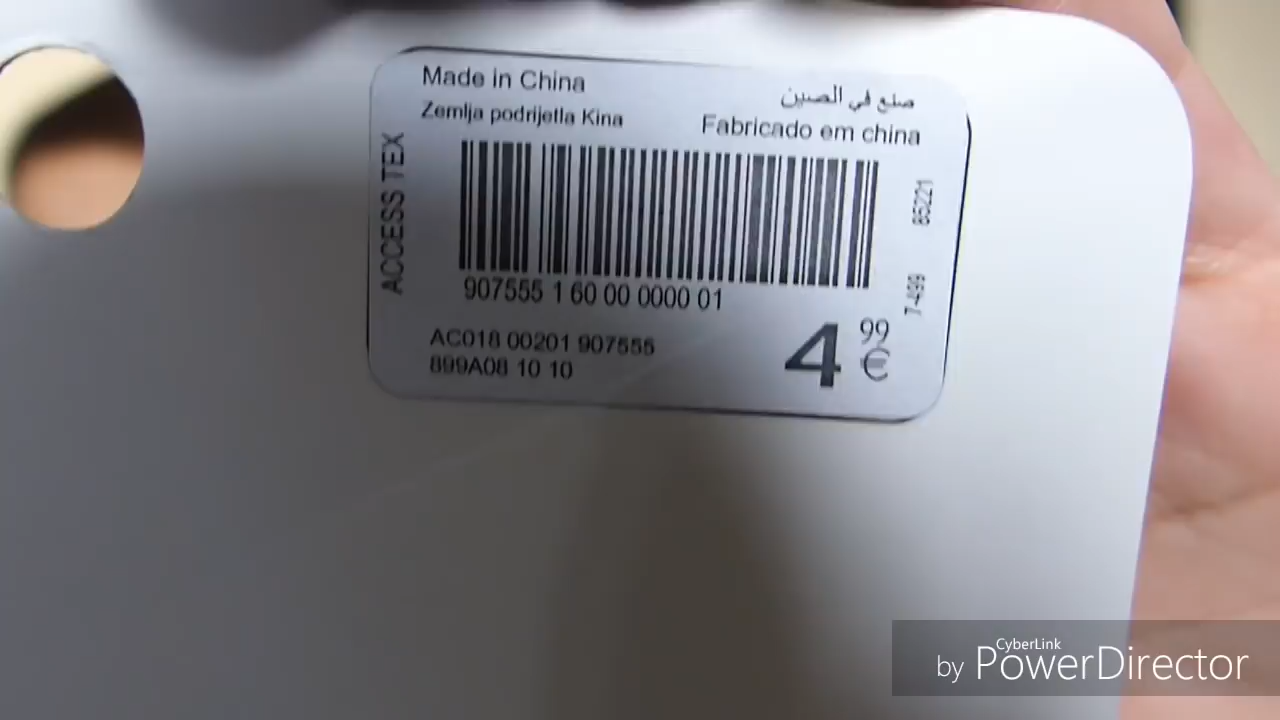 Made in China
صنع في الصين
Zemlja podrijetla Kina
Fabricado em china
ACCESS TEX
85221
7-499
907555 1 60 00 0000 01
AC018 00201 907555
899A08 10 10
4 99 €
CyberLink
by PowerDirector